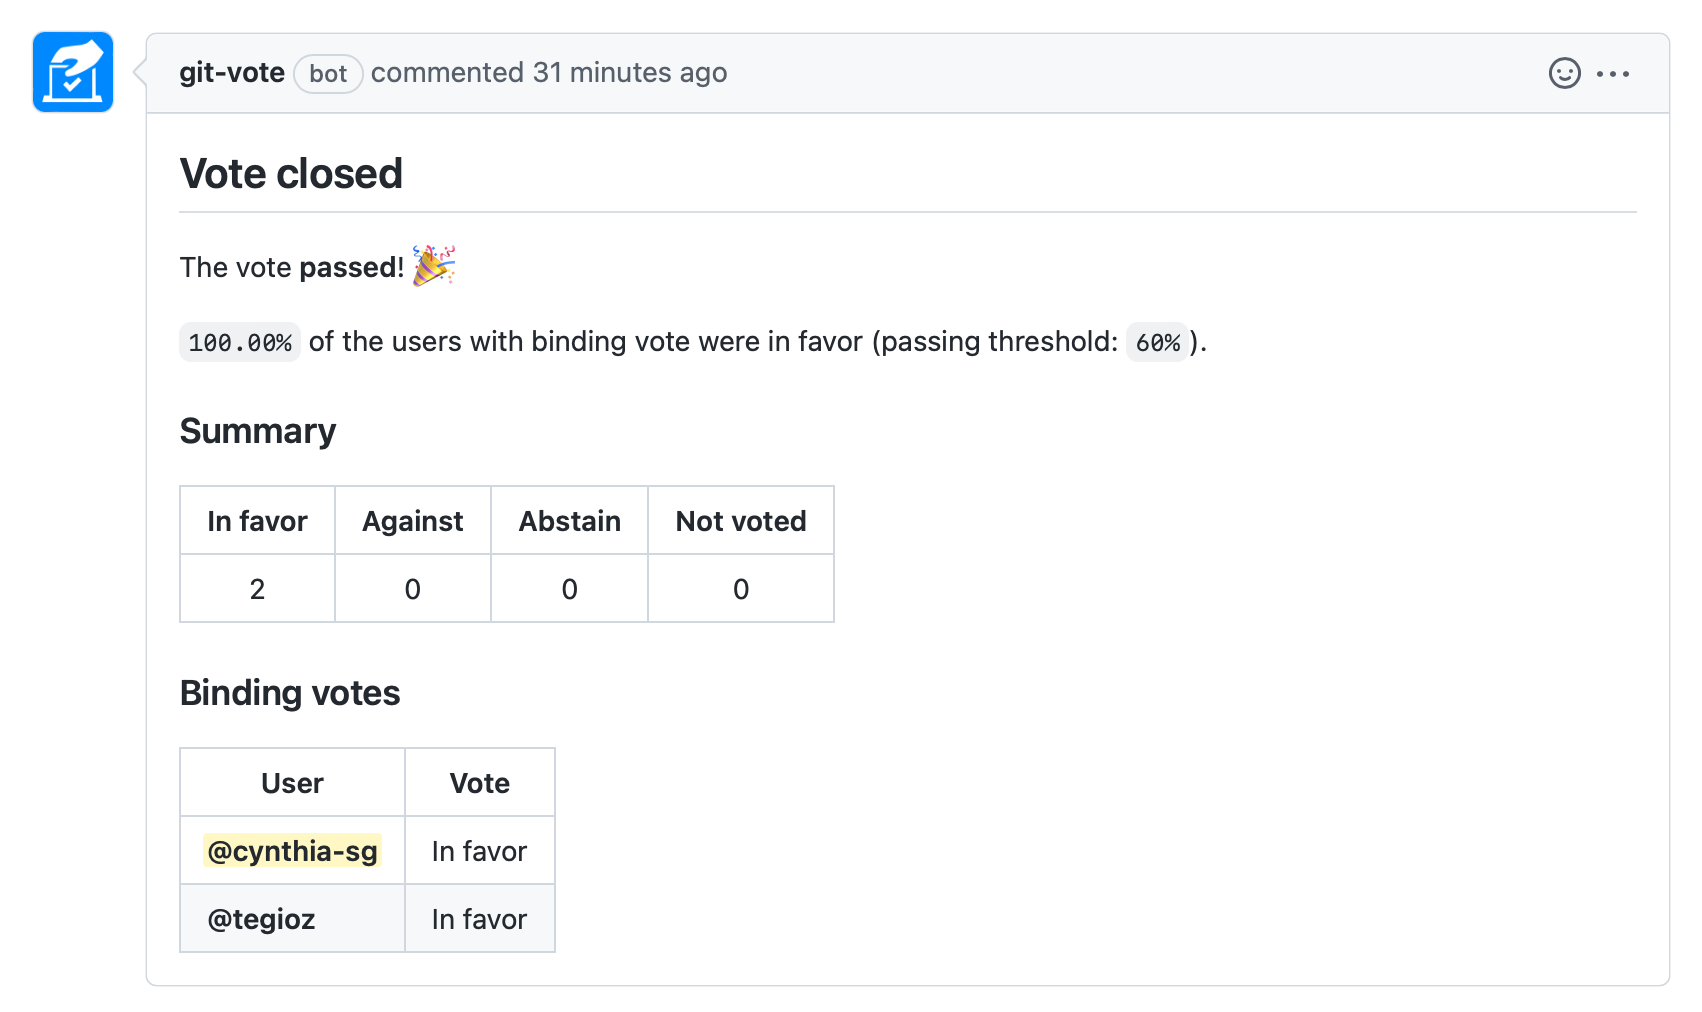 git-vote bot commented 31 minutes ago
Vote closed
The vote passed! 🎉
100.00% of the users with binding vote were in favor (passing threshold: 60%).
Summary
In favor Against Abstain Not voted
2 0 0 0
Binding votes
User Vote
@cynthia-sg In favor
@tegioz In favor